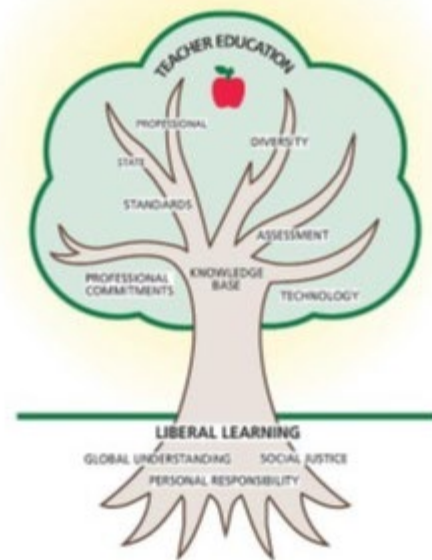 TEACHER EDUCATION
PROFESSIONAL
DIVERSITY
STATE
STANDARDS
ASSESSMENT
PROFESSIONAL
COMMITMENTS
KNOWLEDGE
BASE
TECHNOLOGY
LIBERAL LEARNING
GLOBAL UNDERSTANDING SOCIAL JUSTICE
PERSONAL RESPONSIBILITY